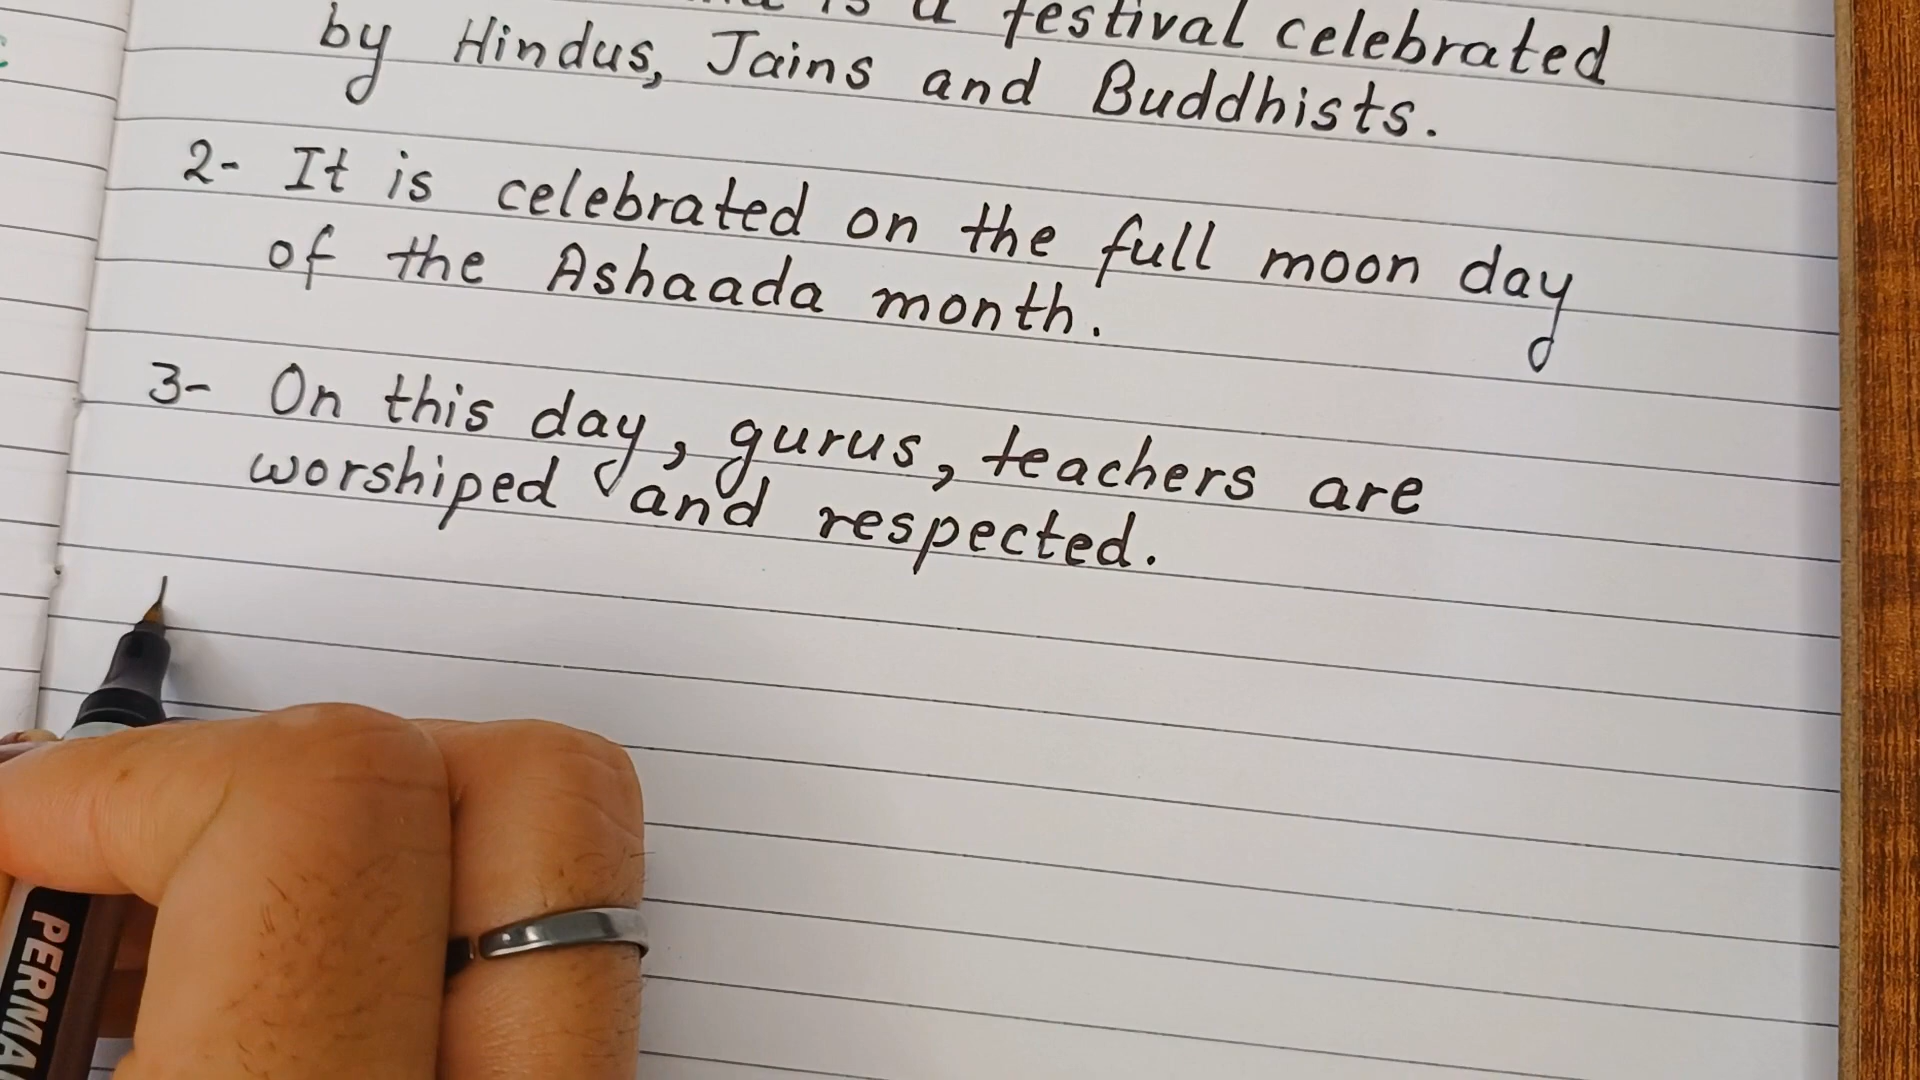 is a festival celebrated
by Hindus, Jains and Buddhists.
2- It is celebrated on the full moon day
of the Ashaada month.
3- On this day, gurus, teachers are
worshiped and respected.
PERMA